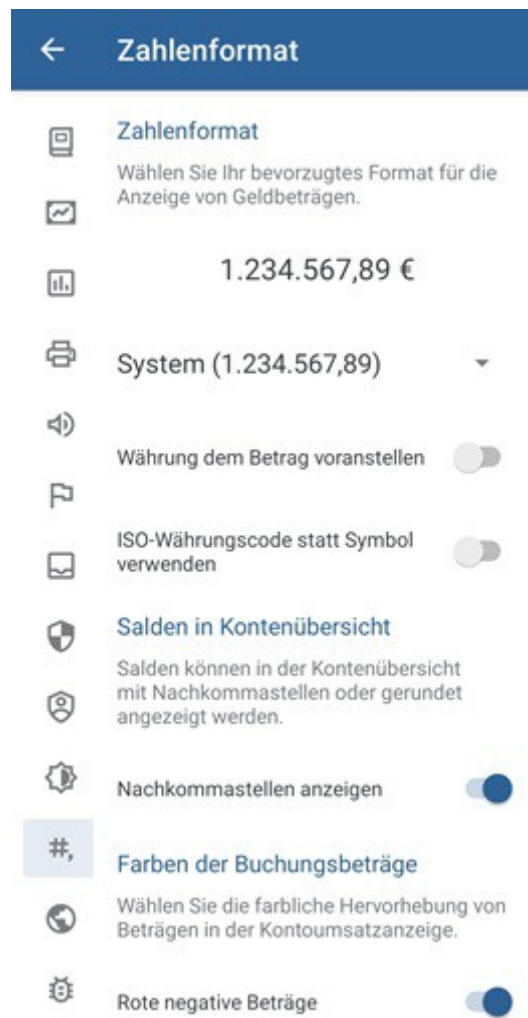 Zahlenformat
Zahlenformat
Wählen Sie Ihr bevorzugtes Format für die
Anzeige von Geldbeträgen.
1.234.567,89 €
System (1.234.567,89)
Währung dem Betrag voranstellen
ISO-Währungscode statt Symbol
verwenden
Salden in Kontenübersicht
Salden können in der Kontenübersicht
mit Nachkommastellen oder gerundet
angezeigt werden.
Nachkommastellen anzeigen
#,
Farben der Buchungsbeträge
Wählen Sie die farbliche Hervorhebung von
Beträgen in der Kontoumsatzanzeige.
Rote negative Beträge